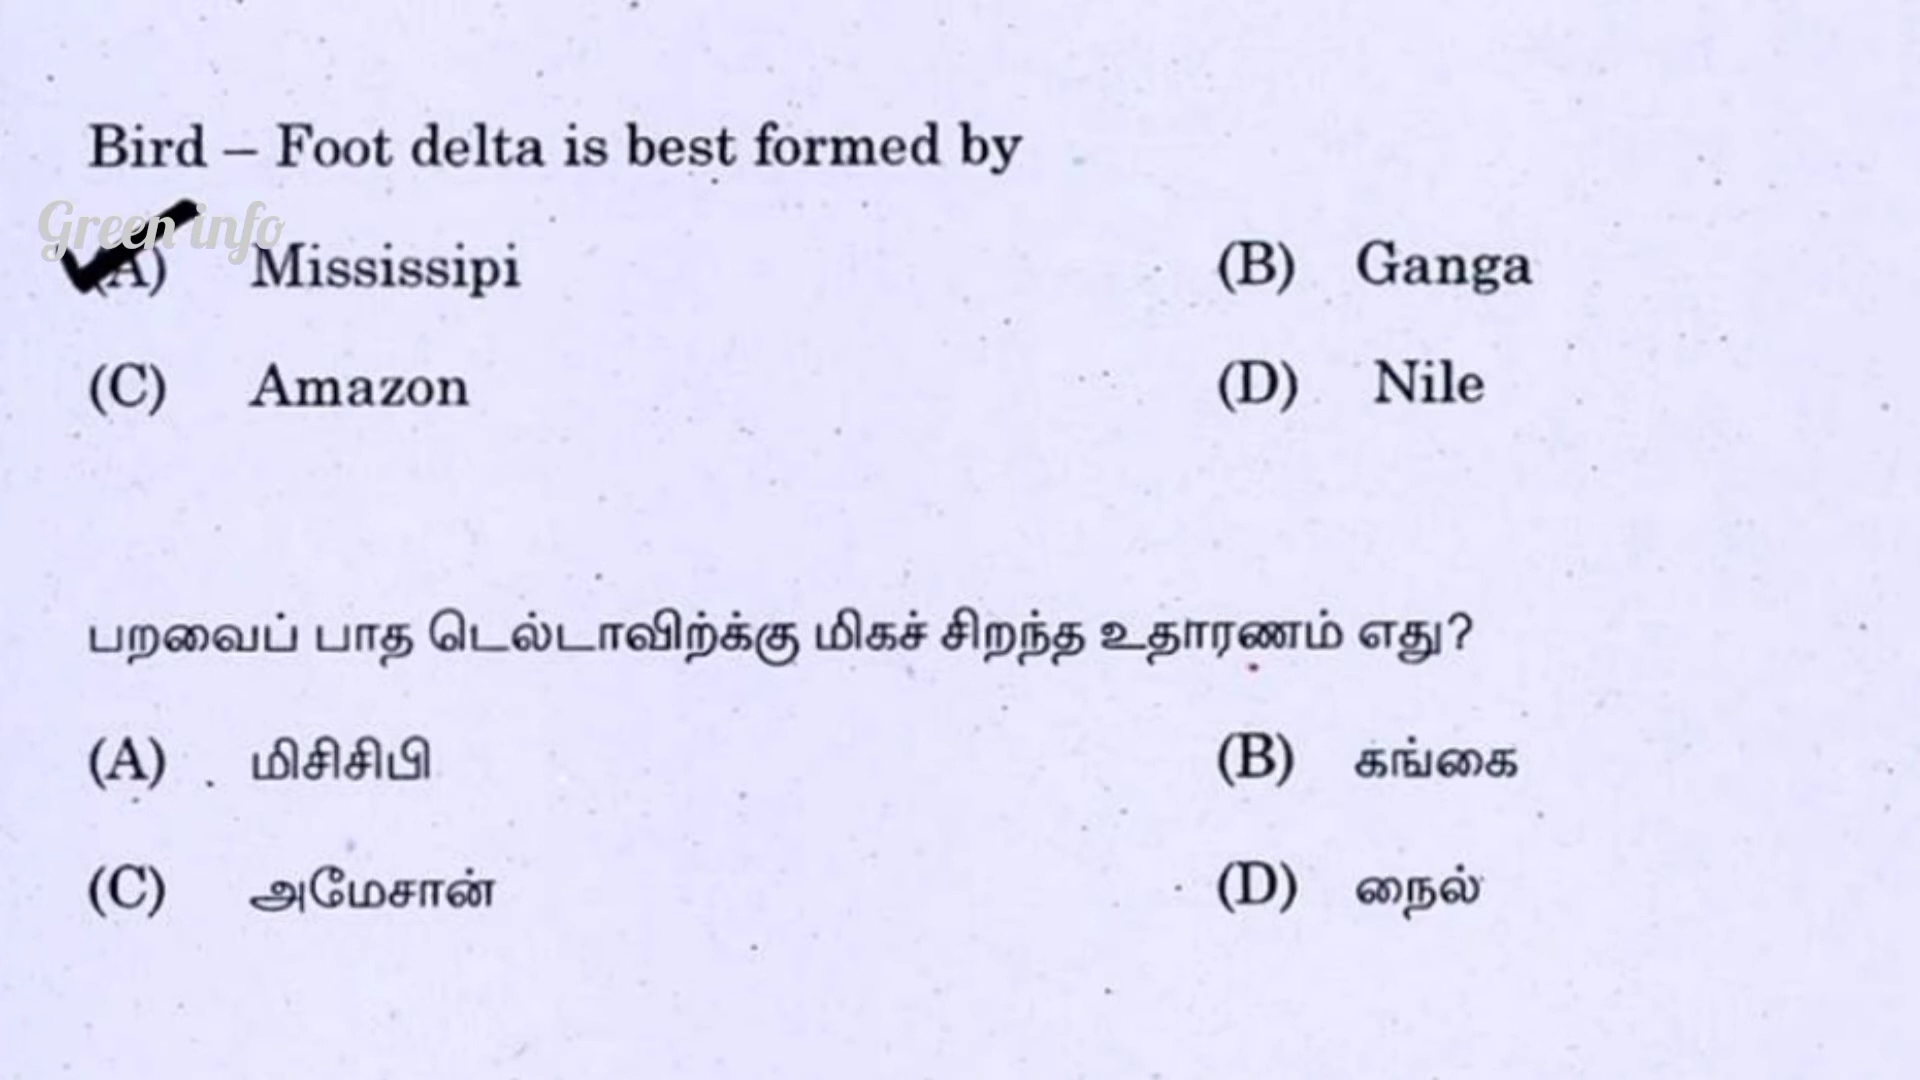 Bird – Foot delta is best formed by
Green info
(A) Mississipi (B) Ganga
(C) Amazon (D) Nile
பறவைப் பாத டெல்டாவிற்க்கு மிகச் சிறந்த உதாரணம் எது?
(A) மிசிசிபி (B) கங்கை
(C) அமேசான் (D) நைல்